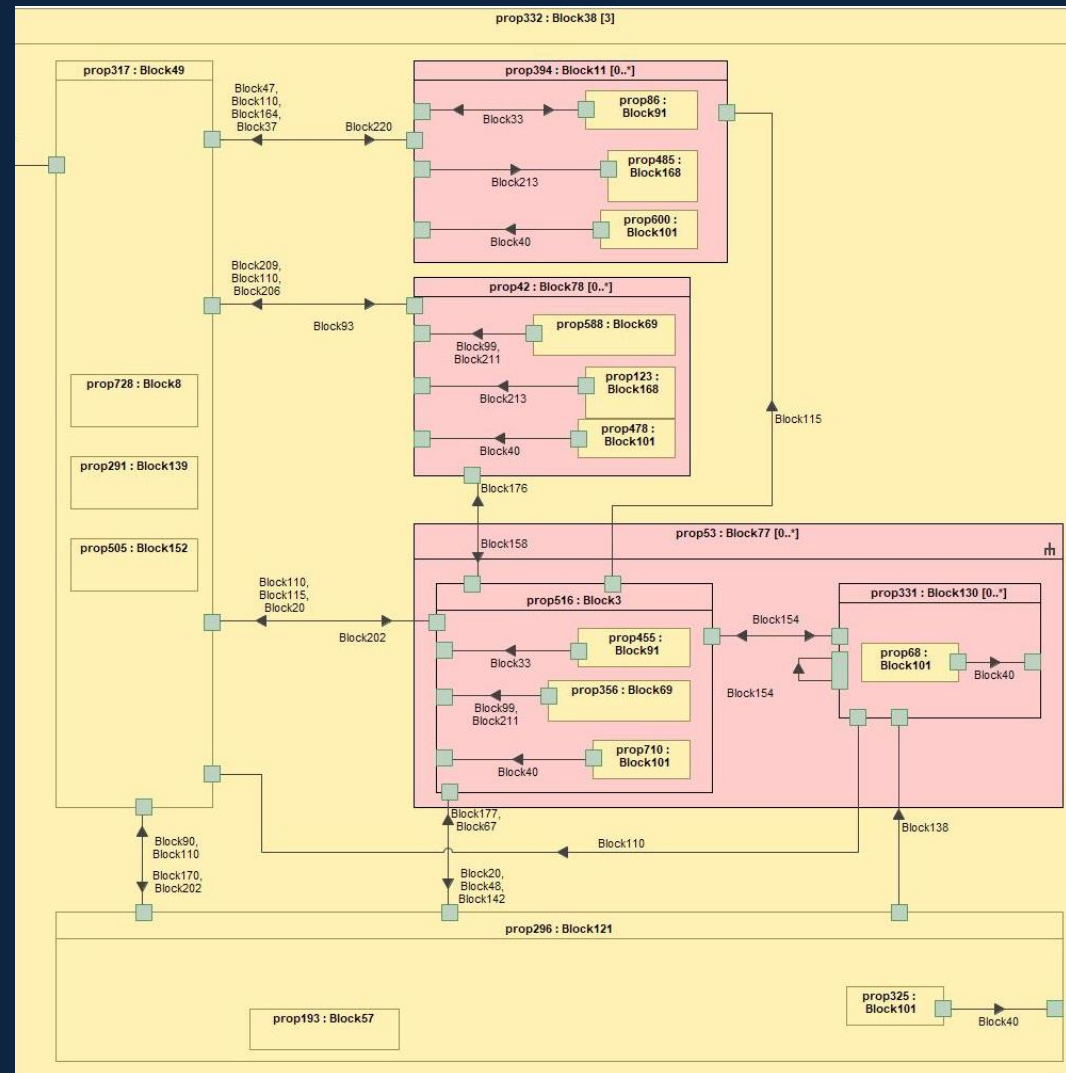 prop332 : Block38 [3]
prop317 : Block49
prop394 : Block11 [0..*]
Block47,
Block110,
Block164,
Block37
Block220
prop86 :
Block91
Block33
prop485 :
Block168
Block213
prop600 :
Block101
Block40
Block209,
Block110,
Block206
Block93
prop42 : Block78 [0..*]
prop588 : Block69
Block99,
Block211
prop123 :
Block168
Block213
prop478 :
Block101
Block40
Block115
prop728 : Block8
prop291 : Block139
prop505 : Block152
Block176
Block158
prop53 : Block77 [0..*]
Block110,
Block115,
Block20
Block202
prop516 : Block3
prop455 :
Block91
Block33
prop356 : Block69
Block99,
Block211
prop710 :
Block101
Block40
Block154
prop331 : Block130 [0..*]
prop68 :
Block101
Block40
Block154
Block177,
Block67
Block138
Block110
Block90,
Block110
Block170,
Block202
Block20,
Block48,
Block142
prop296 : Block121
prop193 : Block57
prop325 :
Block101
Block40